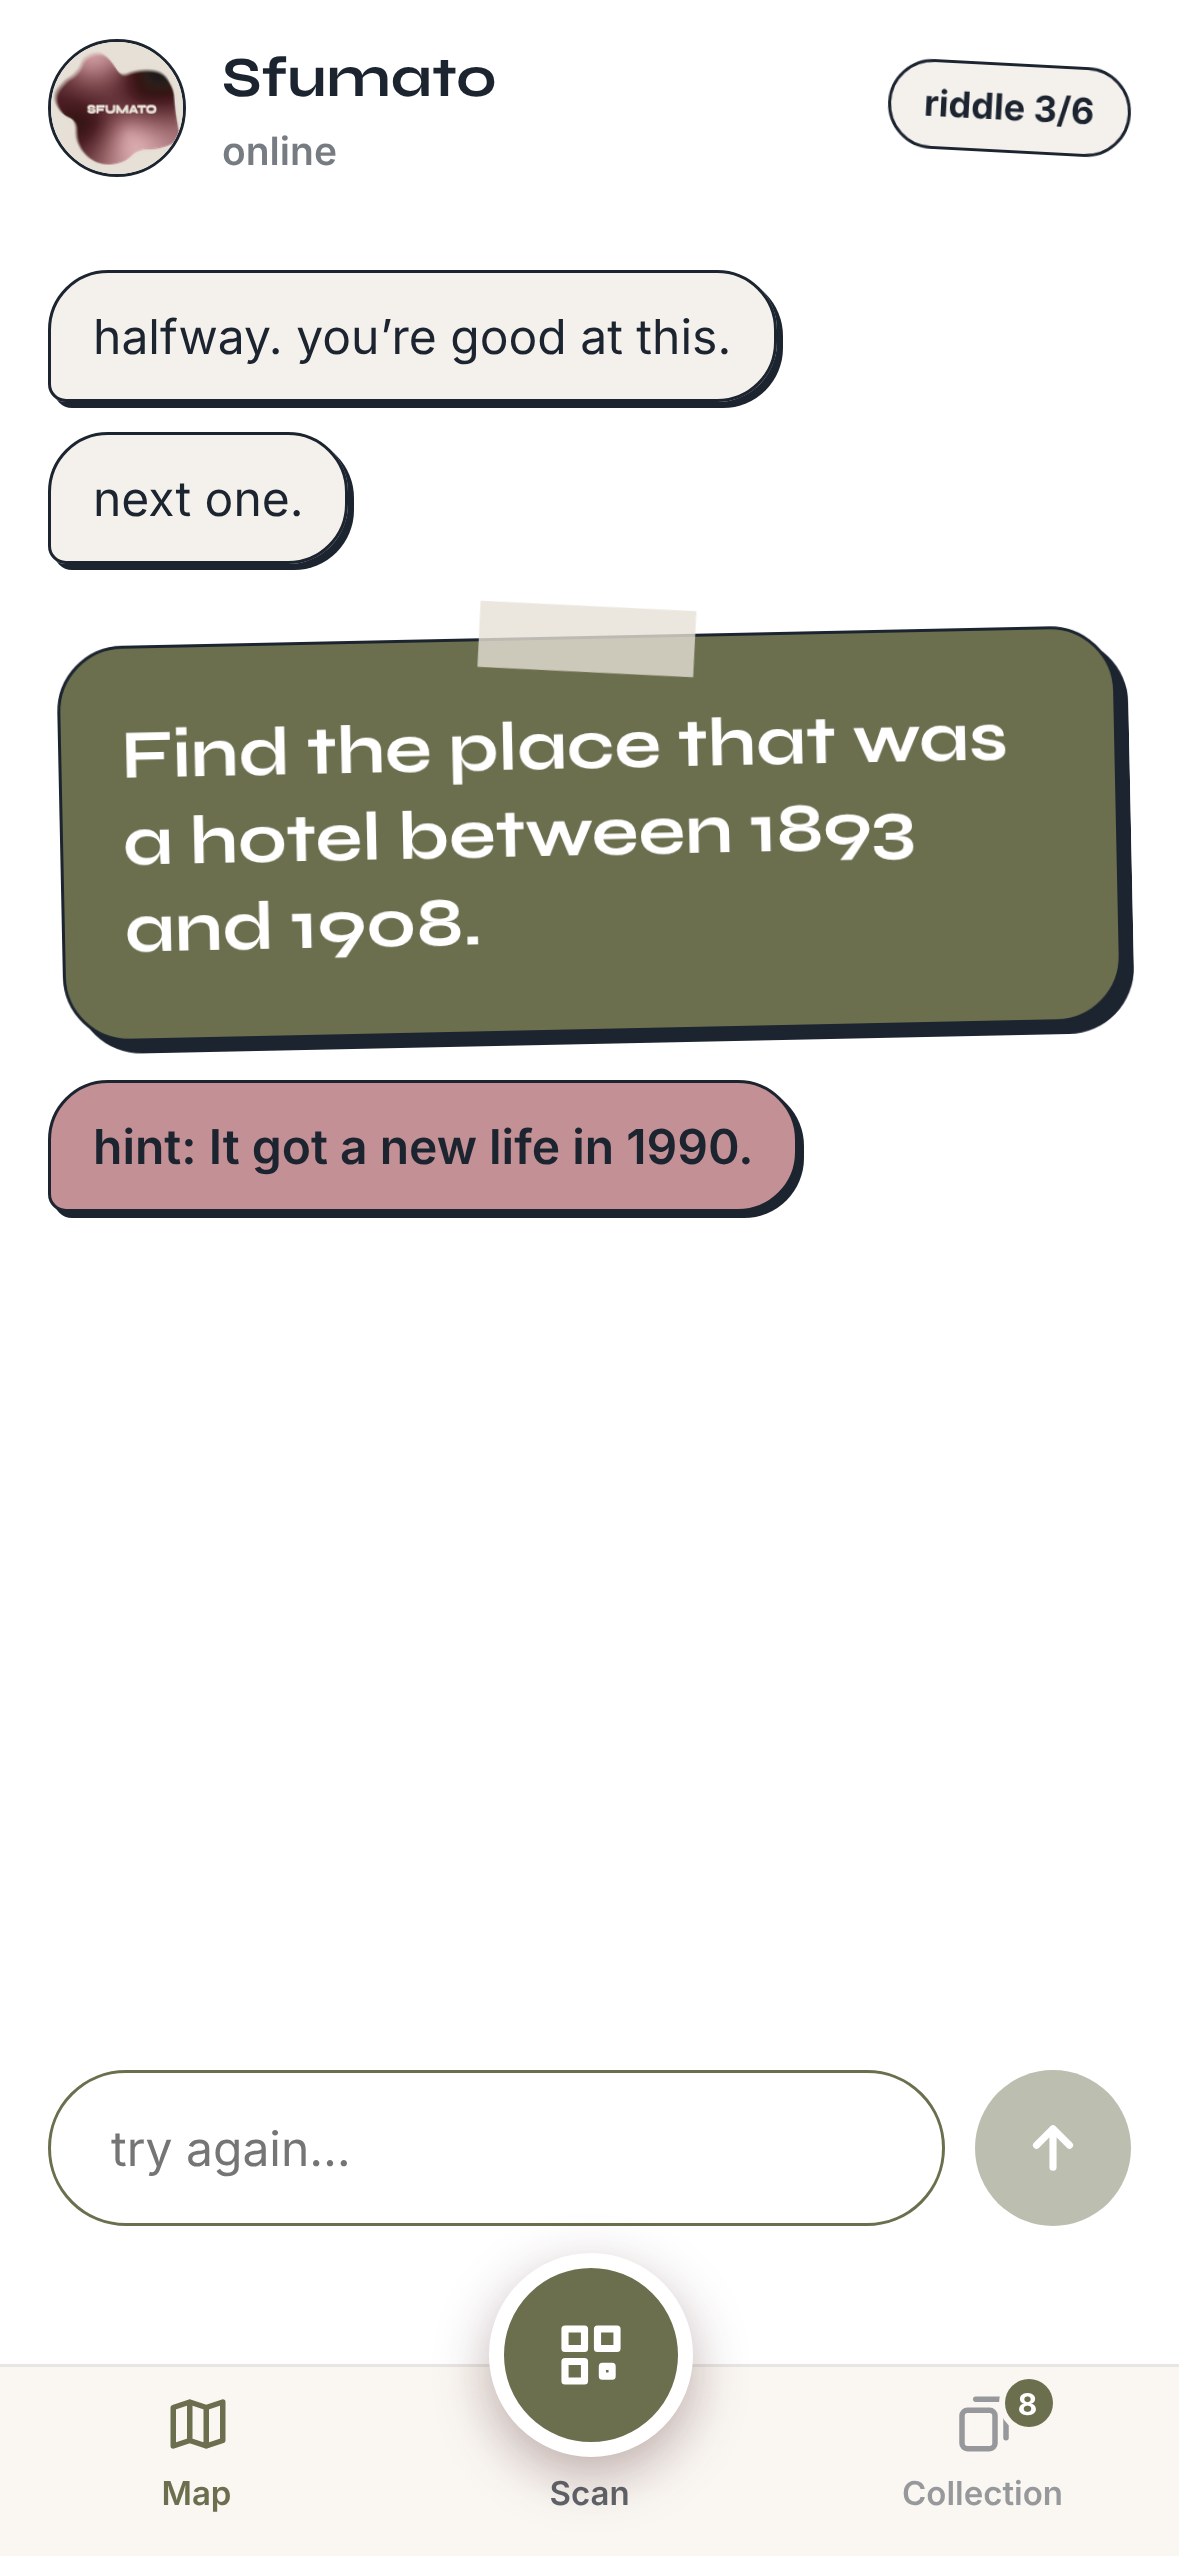 SFUMATO
Sfumato
online
riddle 3/6
halfway. you’re good at this.
next one.
Find the place that was
a hotel between 1893
and 1908.
hint: It got a new life in 1990.
try again...
8
Map
Scan
Collection